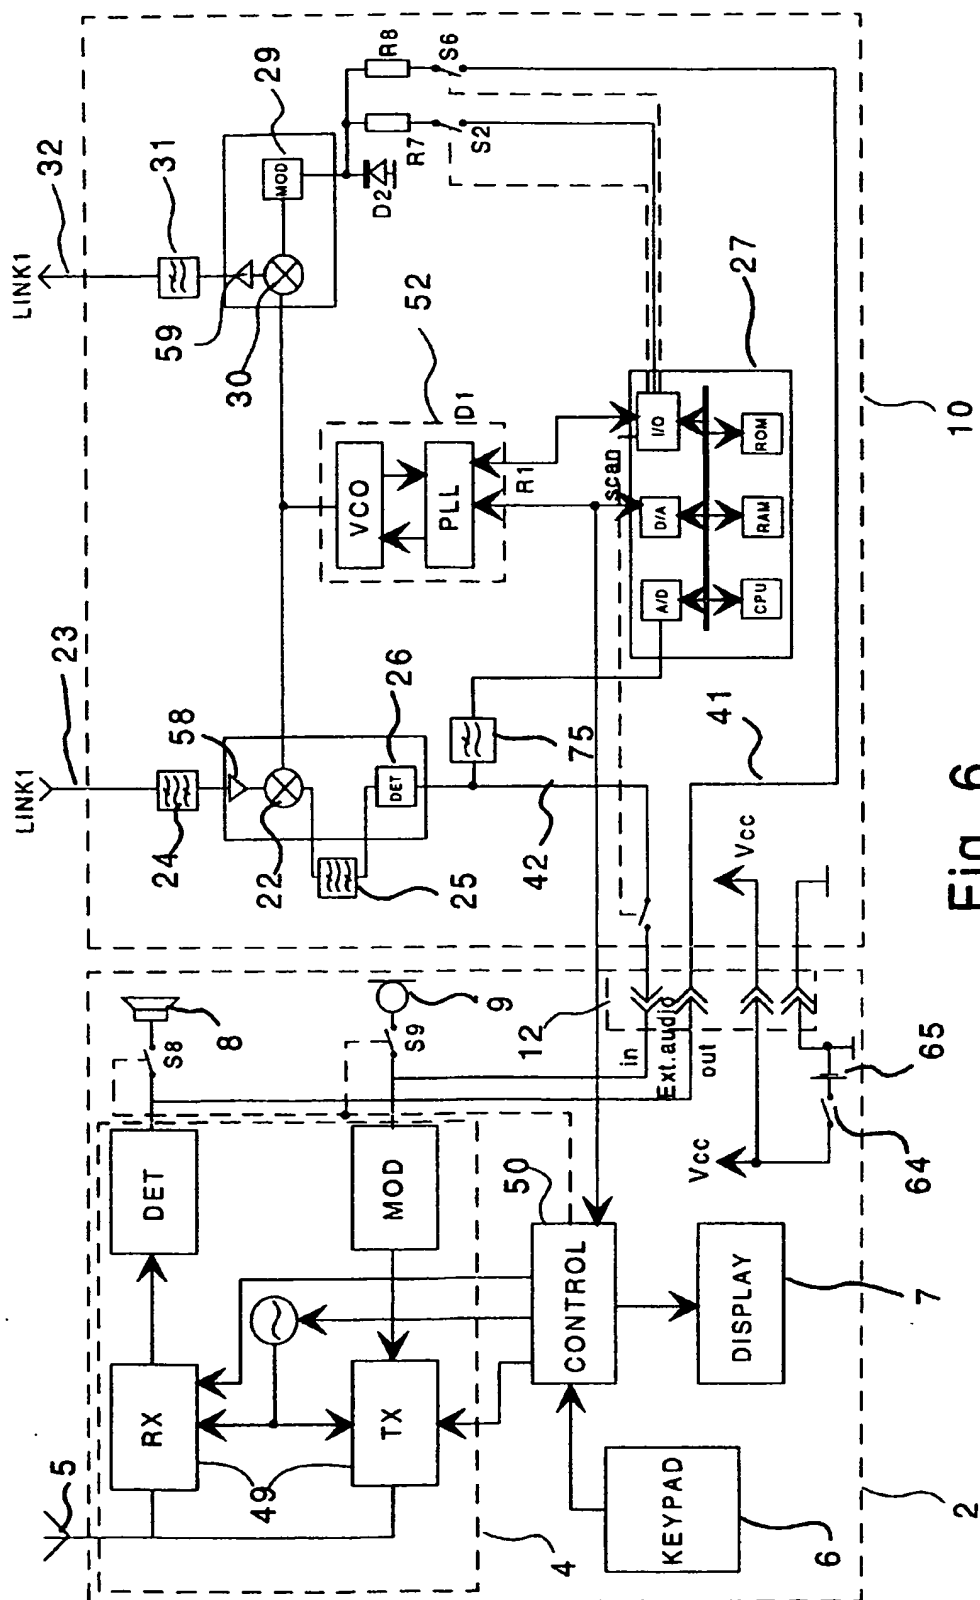 LINK1
23
24
58
22
25
26
DET
42
75
41
LINK1
32
31
59
30
29
MOD
D2
R7
R8
S2
S6
52
VCO
PLL
D1
R1
scan
A/D
D/A
I/O
CPU
RAM
ROM
27
10
5
RX
DET
S8
8
49
TX
MOD
S9
9
4
50
CONTROL
KEYPAD
6
DISPLAY
7
12
in
Ext.audio
out
Vcc
Vcc
64
65
2
Fig. 6